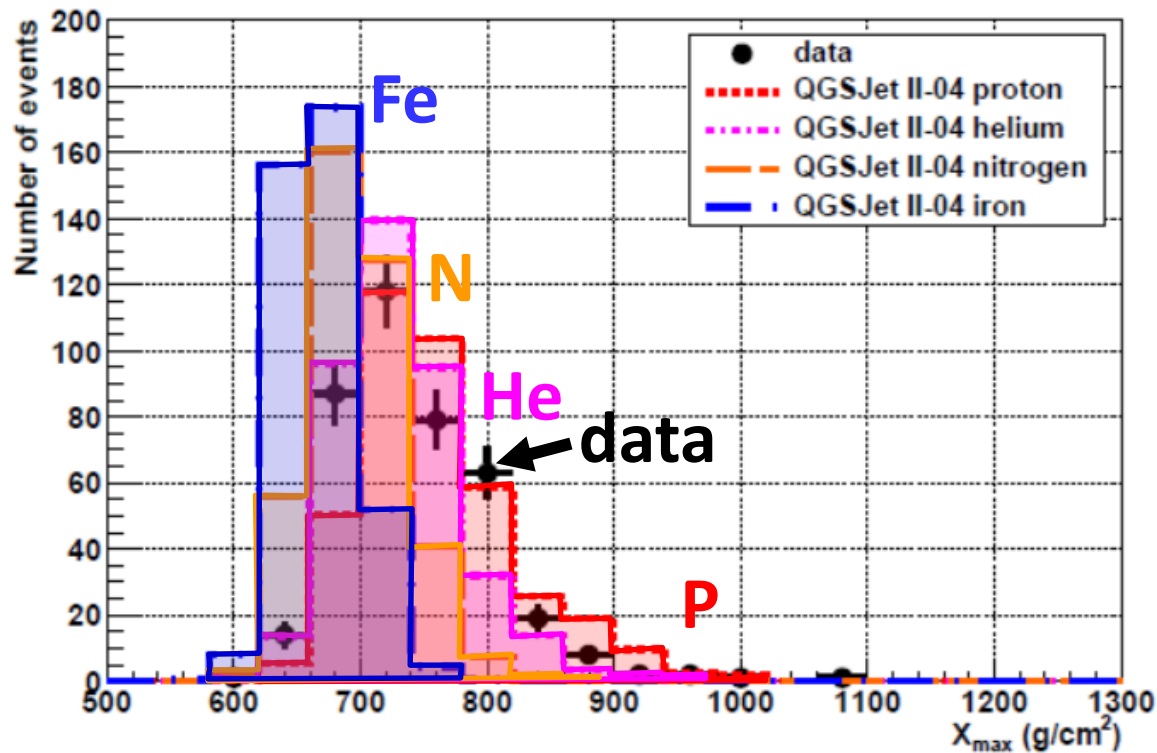 Number of events
200
180
160
140
120
100
80
60
40
20
0
data
QGSJet II-04 proton
QGSJet II-04 helium
QGSJet II-04 nitrogen
QGSJet II-04 iron
Fe
N
He
data
P
500 600 700 800 900 1000 1100 1200 1300
Xmax (g/cm²)